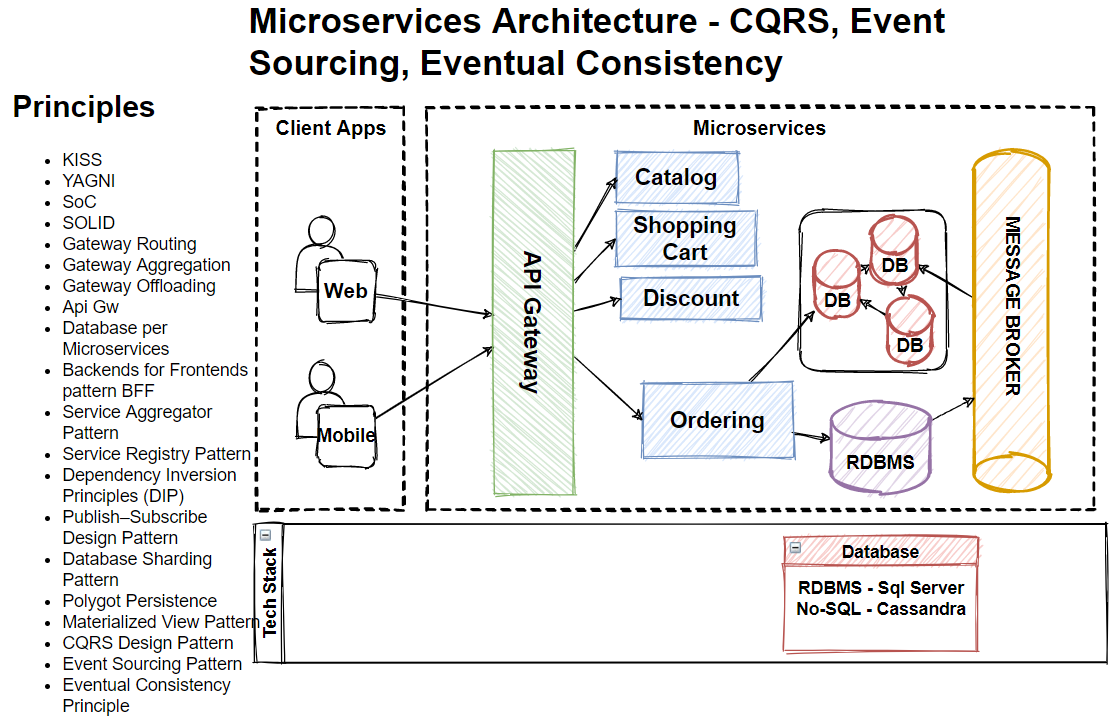 Microservices Architecture - CQRS, Event
Sourcing, Eventual Consistency
Principles
KISS
YAGNI
SoC
SOLID
Gateway Routing
Gateway Aggregation
Gateway Offloading
Api Gw
Database per
Microservices
Backends for Frontends
pattern BFF
Service Aggregator
Pattern
Service Registry Pattern
Dependency Inversion
Principles (DIP)
Publish–Subscribe
Design Pattern
Database Sharding
Pattern
Polygot Persistence
Materialized View Pattern
CQRS Design Pattern
Event Sourcing Pattern
Eventual Consistency
Principle
Client Apps
Web
Mobile
Microservices
API Gateway
Catalog
Shopping
Cart
Discount
Ordering
DB
DB
DB
RDBMS
MESSAGE BROKER
Tech Stack
Database
RDBMS - Sql Server
No-SQL - Cassandra